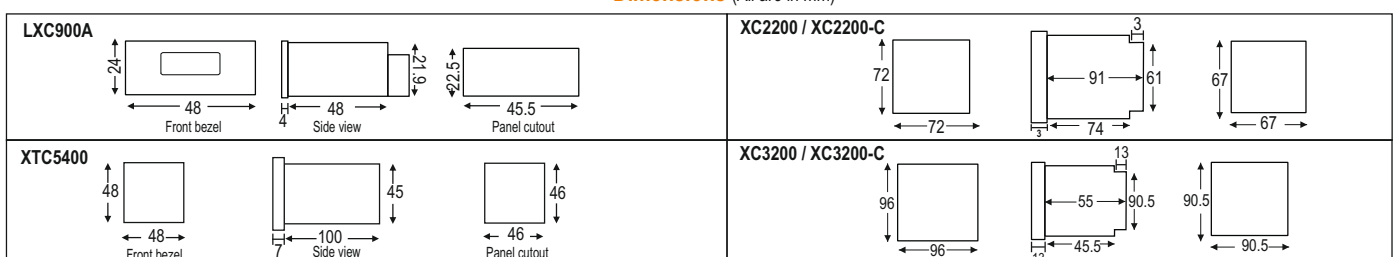 Dimensions (All are in mm)
LXC900A
24
48
Front bezel
4
48
Side view
21.9
22.5
45.5
Panel cutout
XC2200 / XC2200-C
72
72
3
91
61
3
74
67
67
XTC5400
48
48
Front bezel
7
100
Side view
45
46
46
Panel cutout
XC3200 / XC3200-C
96
96
13
55
90.5
13
45.5
90.5
90.5